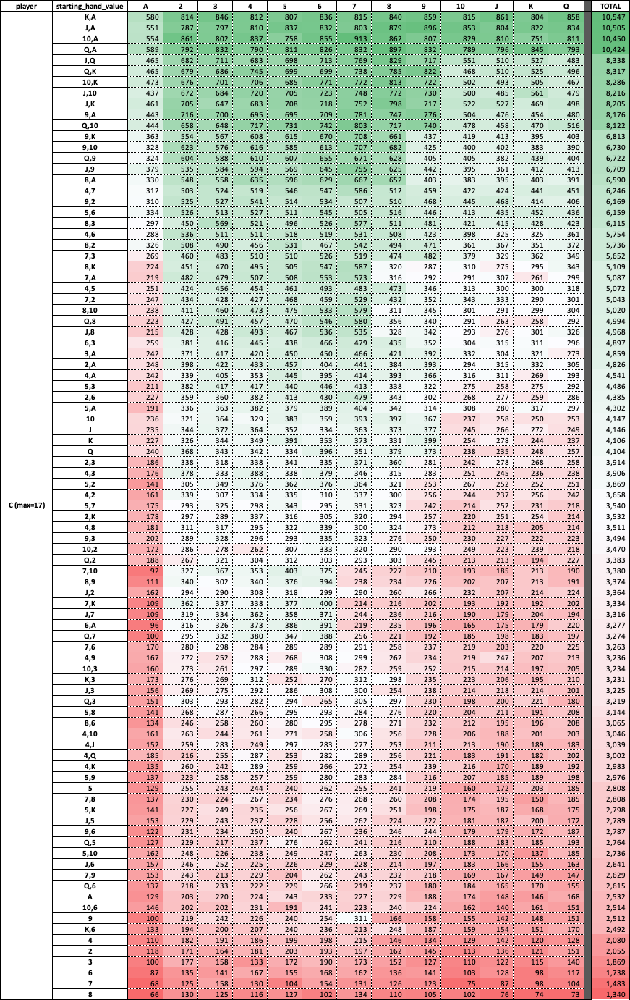 player starting_hand_value A 2 3 4 5 6 7 8 9 10 J K Q TOTAL
K,A 580 814 846 812 807 836 815 840 859 815 861 804 858 10,547
J,A 551 787 797 810 837 832 803 879 896 853 804 822 834 10,505
10,A 554 861 802 837 758 855 913 862 807 829 810 751 811 10,450
Q,A 589 792 832 790 811 826 832 897 832 789 796 845 793 10,424
J,Q 465 682 711 683 698 713 769 829 717 551 510 527 483 8,338
Q,K 465 679 686 745 699 699 738 785 822 468 510 525 496 8,317
10,K 473 676 701 706 685 771 772 813 722 502 493 505 467 8,286
J,10 437 672 684 720 705 723 748 772 730 500 485 561 479 8,216
J,K 461 705 647 683 708 718 752 798 717 522 527 469 498 8,205
9,A 443 716 700 695 695 709 781 747 776 504 476 454 480 8,176
Q,10 444 658 648 717 731 742 803 717 740 478 458 470 516 8,122
9,K 363 554 567 608 615 670 708 661 437 419 413 395 403 6,813
9,10 328 623 576 616 585 613 707 682 425 400 402 383 390 6,730
Q,9 324 604 588 610 607 655 671 628 405 405 382 439 404 6,722
J,9 379 535 584 594 569 645 755 625 442 395 361 412 413 6,709
8,A 330 548 558 635 596 629 667 652 403 383 395 403 391 6,590
4,7 312 503 524 519 546 547 586 512 459 422 424 441 451 6,246
9,2 310 525 527 541 514 534 507 510 468 445 468 414 406 6,169
5,6 334 526 513 527 511 545 505 516 446 413 435 452 436 6,159
8,3 297 450 569 521 496 526 577 511 481 421 415 428 423 6,115
4,6 288 536 511 511 518 519 531 508 423 398 325 325 361 5,754
8,2 326 508 490 456 531 467 542 494 471 361 367 351 372 5,736
7,3 269 460 483 510 510 526 519 474 482 379 329 362 349 5,652
8,K 224 451 470 495 505 547 587 320 287 310 275 295 343 5,109
7,A 219 482 479 507 508 553 573 316 292 291 307 261 299 5,087
4,5 251 424 456 454 461 493 483 473 346 313 300 300 318 5,072
7,2 247 434 428 427 468 459 529 432 352 343 333 290 301 5,043
8,10 238 411 460 473 475 533 579 311 345 301 291 299 304 5,020
Q,8 223 427 491 457 470 546 580 356 340 291 263 258 292 4,994
J,8 215 428 428 493 467 536 535 328 342 293 276 301 326 4,968
6,3 259 381 416 445 438 466 479 435 352 304 315 311 296 4,897
3,A 242 371 417 420 450 450 466 421 392 332 304 321 273 4,859
2,A 248 398 422 433 457 404 441 384 393 294 315 332 305 4,826
4,A 242 339 405 353 445 395 414 393 366 316 311 269 293 4,541
5,3 211 382 417 417 440 446 413 338 322 275 258 275 292 4,486
2,6 227 359 360 382 413 430 479 343 302 268 277 259 286 4,385
5,A 191 336 363 382 379 389 404 342 314 308 280 317 297 4,302
10 236 321 364 329 383 359 393 397 367 237 258 250 253 4,147
J 235 344 372 364 352 334 363 373 377 245 266 272 249 4,146
K 227 326 344 349 391 353 373 331 399 254 278 244 237 4,106
Q 240 368 343 342 334 396 351 379 373 238 235 248 257 4,104
2,3 186 338 318 338 341 335 371 360 281 242 278 268 258 3,914
4,3 176 378 333 388 338 379 346 315 283 251 245 236 238 3,906
5,2 141 305 349 376 362 376 364 321 253 267 252 252 251 3,869
4,2 161 339 307 334 335 310 337 300 256 244 237 256 242 3,658
C (max=17) 5,7 175 293 325 298 343 295 331 323 242 214 252 231 218 3,540
2,K 178 297 289 337 316 305 320 294 257 220 251 254 214 3,532
4,8 181 311 317 295 322 339 300 324 273 212 218 205 214 3,511
9,3 202 289 328 296 293 335 323 276 250 230 227 222 223 3,494
10,2 172 286 278 262 307 333 320 290 293 249 223 239 218 3,470
Q,2 188 267 321 304 312 303 293 303 245 213 213 194 227 3,383
7,10 92 327 367 353 403 375 245 227 210 193 185 213 190 3,380
8,9 111 340 302 340 376 394 238 234 226 202 207 213 191 3,374
J,2 162 294 290 308 318 299 290 260 266 232 207 214 224 3,364
7,K 109 362 337 338 377 400 214 216 202 193 192 192 202 3,334
J,7 109 319 334 362 358 371 244 236 216 190 179 204 194 3,316
6,A 96 316 326 373 386 391 219 235 196 165 175 179 220 3,277
Q,7 100 295 332 380 347 388 256 221 192 185 198 183 197 3,274
7,6 170 280 298 284 289 289 291 258 237 219 203 220 225 3,263
4,9 167 272 252 288 268 308 299 262 234 219 247 207 213 3,236
10,3 160 273 261 297 289 330 282 259 252 215 214 197 205 3,234
K,3 173 276 269 312 252 270 312 298 235 223 206 195 210 3,231
J,3 156 269 275 292 286 308 300 254 238 214 218 214 201 3,225
Q,3 151 303 293 282 294 265 305 297 230 198 200 221 180 3,219
5,8 141 268 287 266 295 293 284 276 220 204 211 191 208 3,144
8,6 134 246 258 260 280 295 278 271 232 212 195 196 208 3,065
4,10 161 263 244 261 271 258 306 256 228 206 188 201 203 3,046
4,J 152 259 283 249 297 283 277 253 211 213 190 189 183 3,039
4,Q 185 216 255 287 253 282 289 256 221 183 191 182 202 3,002
4,K 135 260 242 289 259 266 272 254 239 216 170 189 192 2,983
5,9 137 223 258 257 259 280 283 284 216 207 185 189 198 2,976
5 129 255 243 244 240 262 255 241 219 160 172 203 185 2,808
7,8 137 230 224 267 234 276 268 267 226 174 195 150 185 2,808
5,K 141 227 249 235 256 267 269 251 198 175 187 168 175 2,798
J,5 153 229 243 237 228 256 262 224 222 181 182 200 172 2,789
9,6 122 231 234 250 240 267 236 246 244 179 179 172 187 2,787
Q,5 127 229 217 237 276 262 241 216 210 188 183 185 193 2,764
5,10 162 248 226 238 249 247 263 230 208 173 170 137 185 2,736
J,6 157 246 252 225 226 229 228 214 197 183 166 155 163 2,641
7,9 153 243 213 229 204 262 243 232 218 169 167 149 147 2,629
Q,6 137 218 233 222 229 266 219 237 180 184 165 170 155 2,615
A 129 203 220 224 243 233 227 229 188 174 148 146 168 2,532
10,6 146 202 202 231 191 241 223 240 224 162 140 161 151 2,514
9 100 219 242 226 240 254 311 166 158 155 142 148 151 2,512
K,6 133 194 200 207 240 236 213 248 187 159 154 151 170 2,492
4 110 182 191 186 199 198 215 146 134 129 142 120 128 2,080
2 118 171 164 181 203 193 197 162 145 113 136 121 151 2,055
3 100 177 158 133 172 190 173 152 127 110 122 115 140 1,869
6 87 135 141 167 155 168 162 136 141 103 128 98 117 1,738
7 68 125 158 130 104 154 131 126 123 75 87 98 104 1,483
8 66 130 125 116 127 102 134 110 105 102 76 74 73 1,340